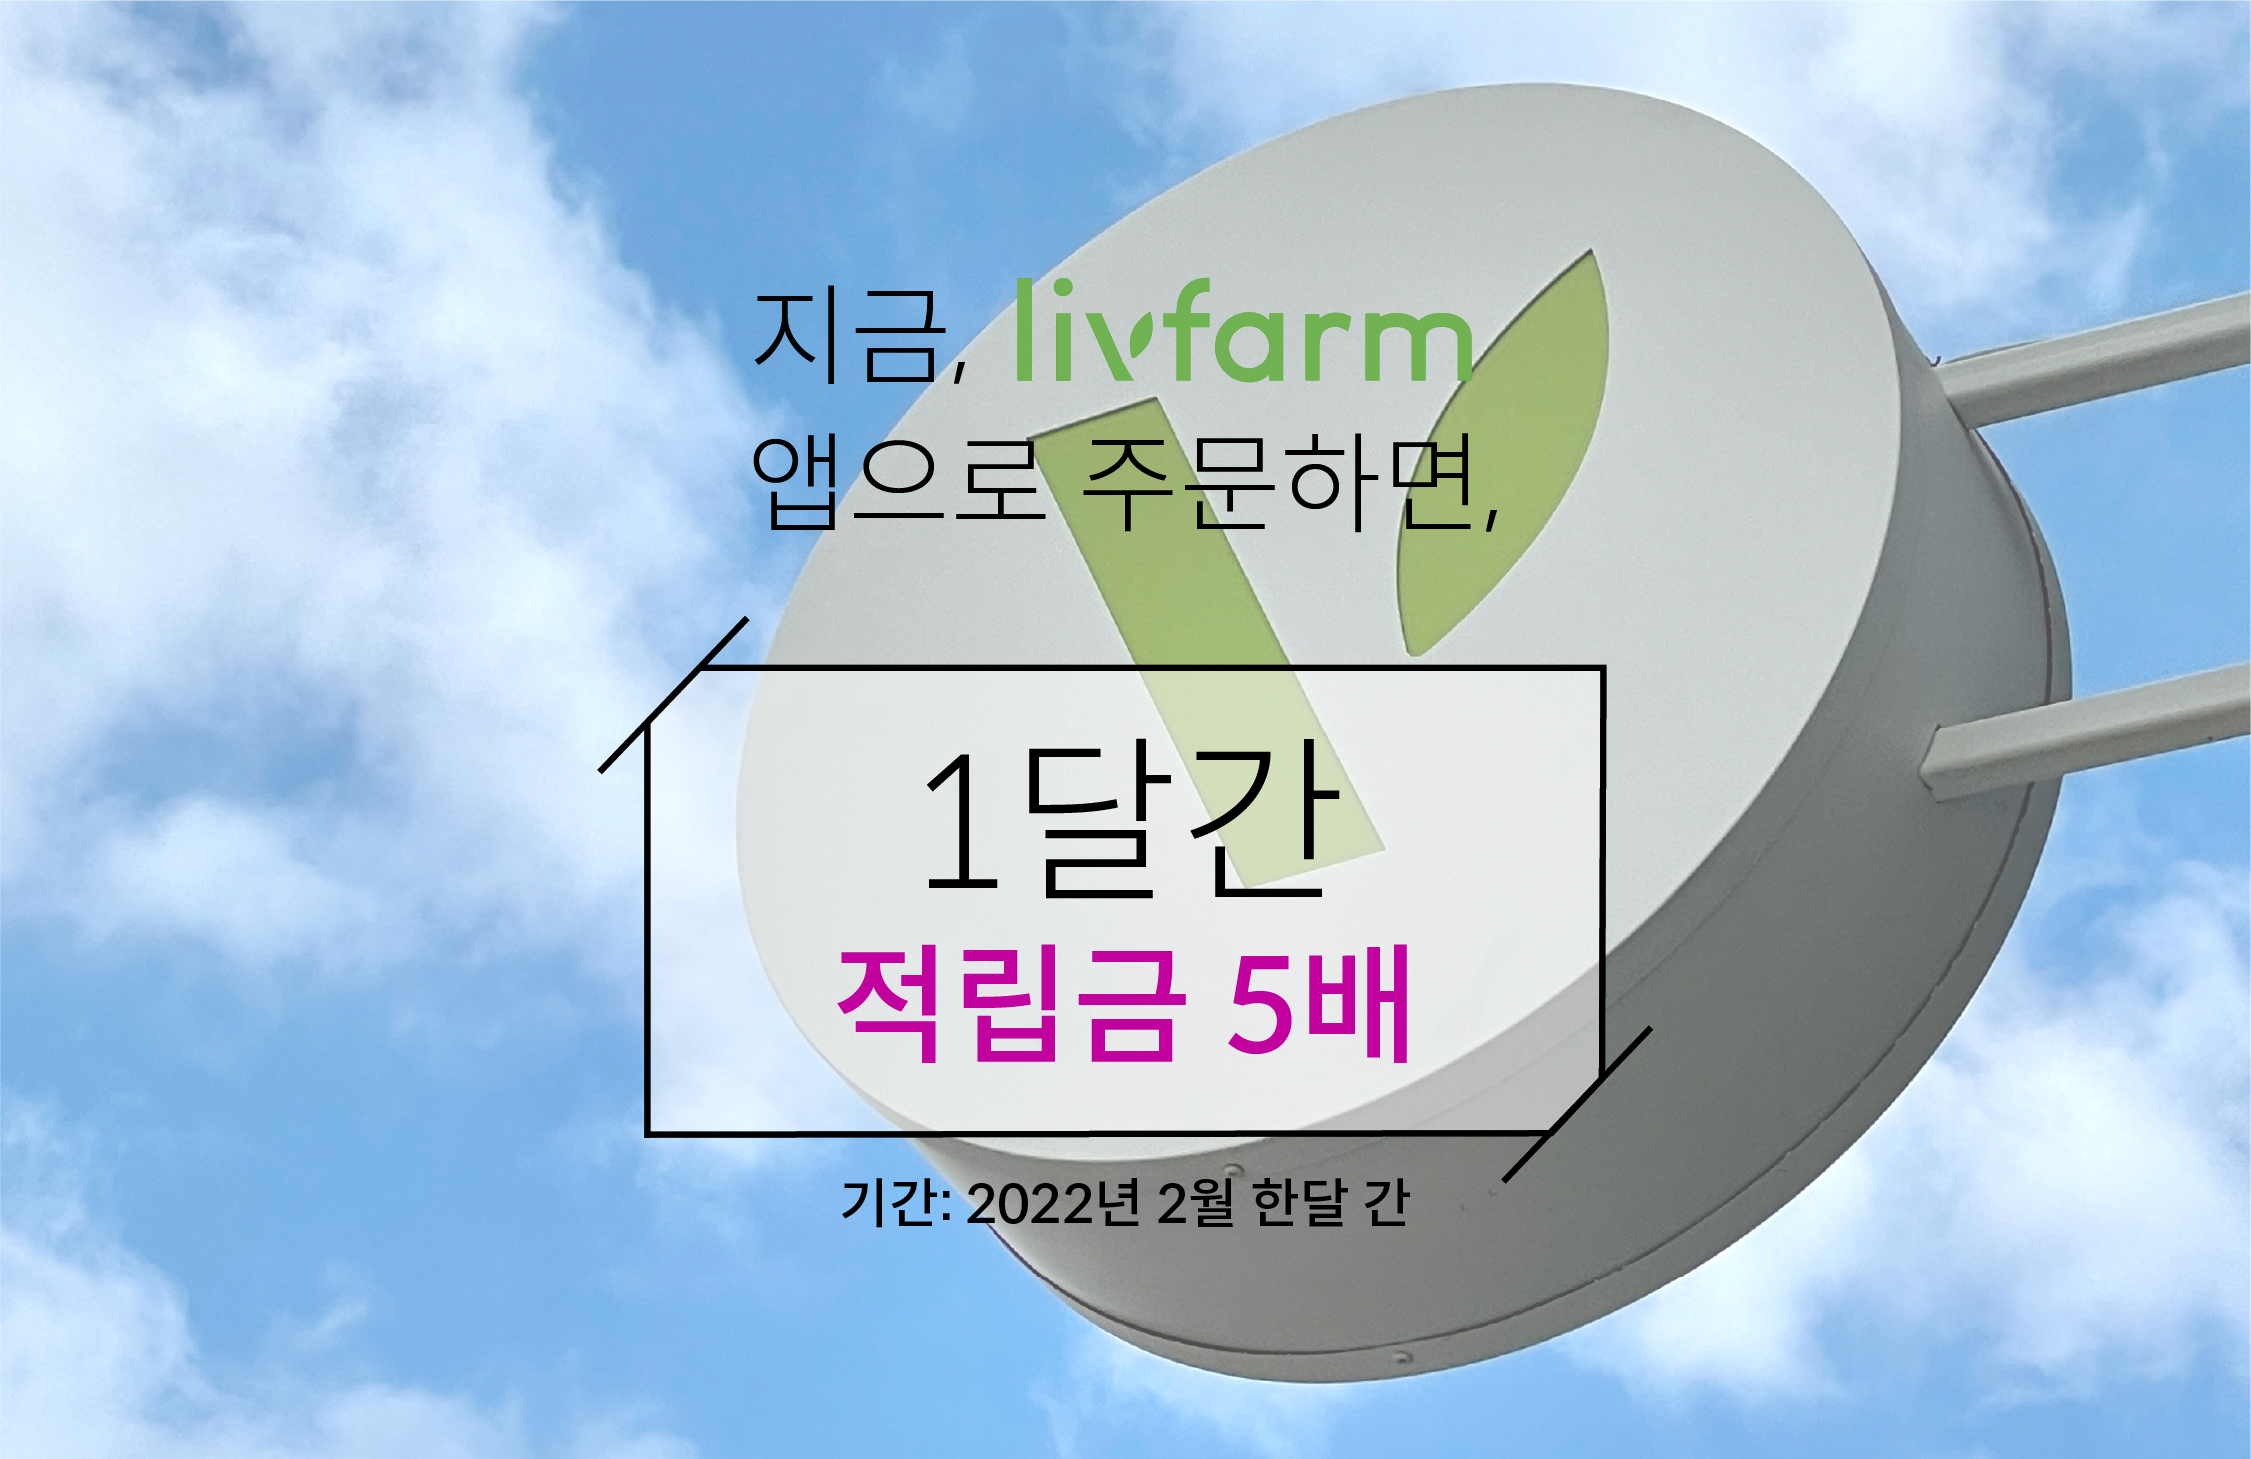 지금, livfarm
앱으로 주문하면,
1달간
적립금 5배
기간: 2022년 2월 한달 간